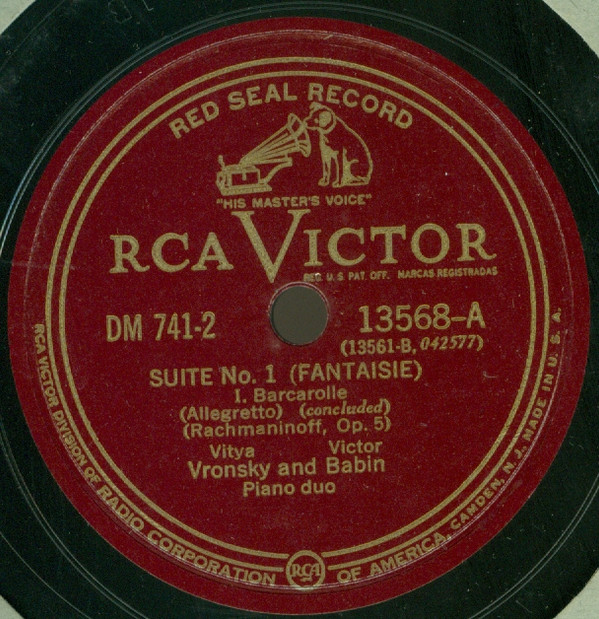 RED SEAL RECORD
"HIS MASTER'S VOICE"
RCA VICTOR
REG. U.S. PAT. OFF. MARCAS REGISTRADAS
DM 741-2
13568-A
(13561-B, 042577)
SUITE No. 1 (FANTAISIE)
I. Barcarolle
(Allegretto) (concluded)
(Rachmaninoff, Op. 5)
Vitya Victor
Vronsky and Babin
Piano duo
RCA VICTOR DIVISION OF RADIO CORPORATION OF AMERICA, CAMDEN, N. J. MADE IN U. S. A.
RCA